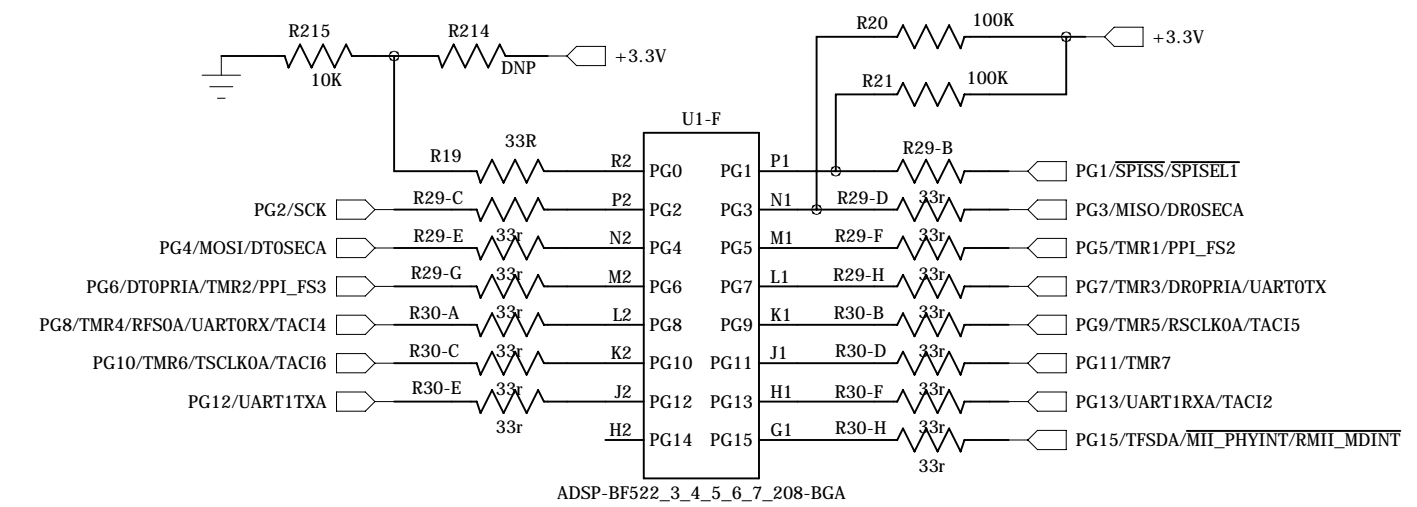 R20 100K
R215 R214 +3.3V
+3.3V DNP
10K
R21 100K
U1-F
33R R29-B
R19 R2 PG0 PG1 P1 PG1/SPISS/SPISEL1
PG2/SCK R29-C P2 PG2 PG3 N1 R29-D 33r PG3/MISO/DR0SECA
PG4/MOSI/DT0SECA R29-E 33r N2 PG4 PG5 M1 R29-F 33r PG5/TMR1/PPI_FS2
PG6/DT0PRIA/TMR2/PPI_FS3 R29-G 33r M2 PG6 PG7 L1 R29-H 33r PG7/TMR3/DR0PRIA/UART0TX
PG8/TMR4/RFS0A/UART0RX/TACI4 R30-A 33r L2 PG8 PG9 K1 R30-B 33r PG9/TMR5/RSCLK0A/TACI5
PG10/TMR6/TSCLK0A/TACI6 R30-C 33r K2 PG10 PG11 J1 R30-D 33r PG11/TMR7
PG12/UART1TXA R30-E 33r J2 PG12 PG13 H1 R30-F 33r PG13/UART1RXA/TACI2
33r H2 PG14 PG15 G1 R30-H 33r PG15/TFSDA/MII_PHYINT/RMII_MDINT
33r
ADSP-BF522_3_4_5_6_7_208-BGA